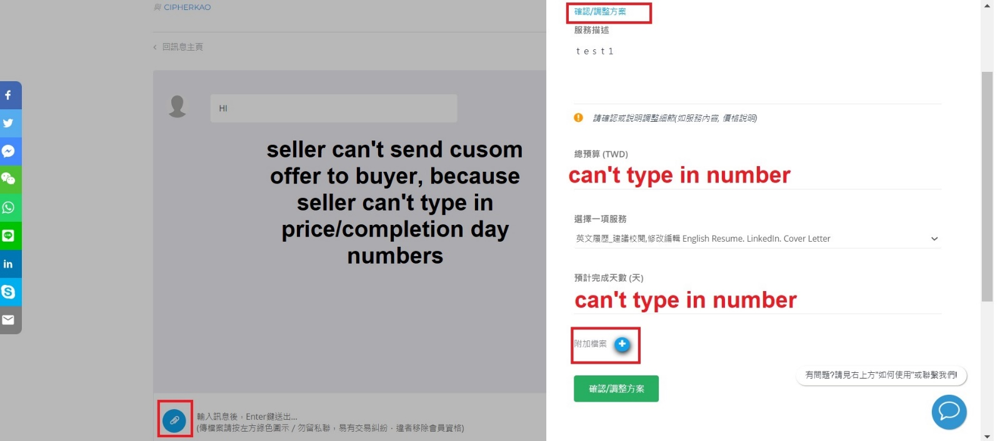 與 CIPHERKAO
回訊息主頁
HI
seller can't send cusom
offer to buyer, because
seller can't type in
price/completion day
numbers
輸入訊息後，Enter鍵送出...
(傳檔案請按左方綠色圖示 / 勿留私聯，易有交易糾紛．違者移除會員資格)
確認/調整方案
服務描述
ｔｅｓｔ１
請確認或說明調整細節(如服務內容, 價格說明)
總預算 (TWD)
can't type in number
選擇一項服務
英文履歷_建議校閱,修改編輯 English Resume. LinkedIn. Cover Letter
預計完成天數 (天)
can't type in number
附加檔案
確認/調整方案
有問題?請見右上方"如何使用"或聯繫我們!
f
LINE
in
S